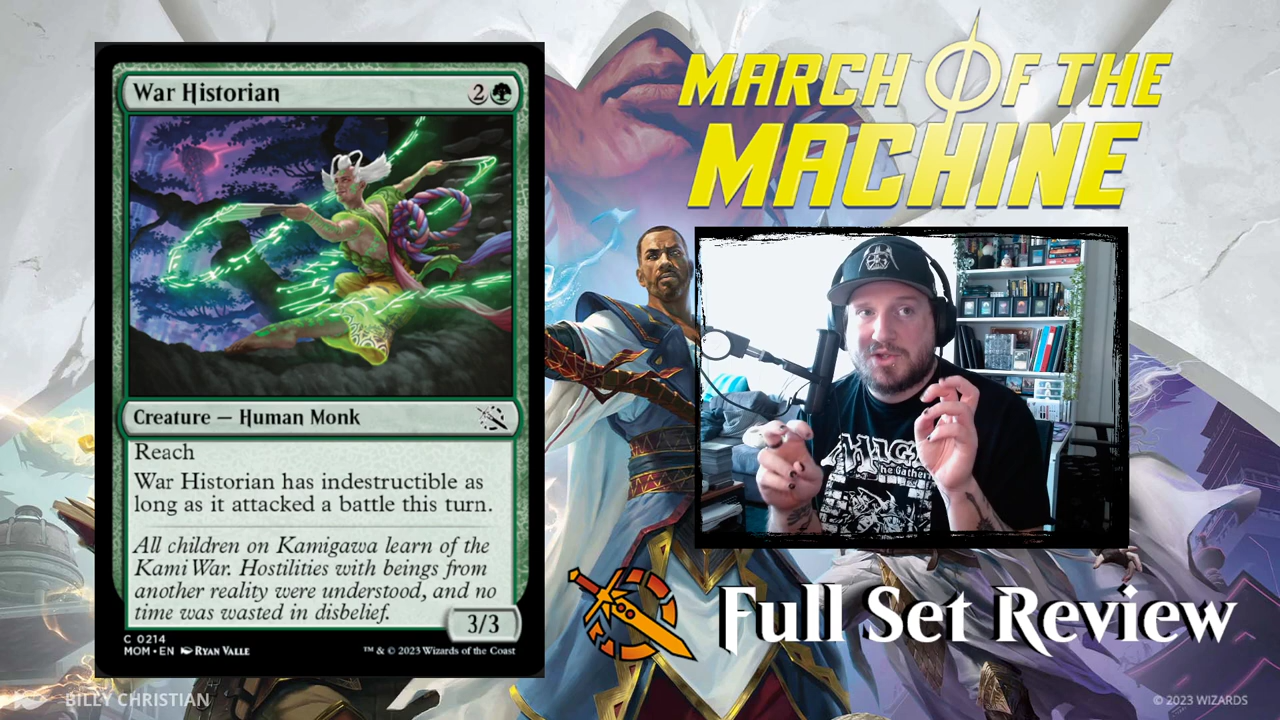 War Historian 2
Creature — Human Monk
Reach
War Historian has indestructible as
long as it attacked a battle this turn.
All children on Kamigawa learn of the
Kami War. Hostilities with beings from
another reality were understood, and no
time was wasted in disbelief.
3/3
C 0214
MOM • EN RYAN VALLE
™ & © 2023 Wizards of the Coast
MARCH OF THE
MACHINE
the Gathering
Full Set Review
BILLY CHRISTIAN
© 2023 WIZARDS